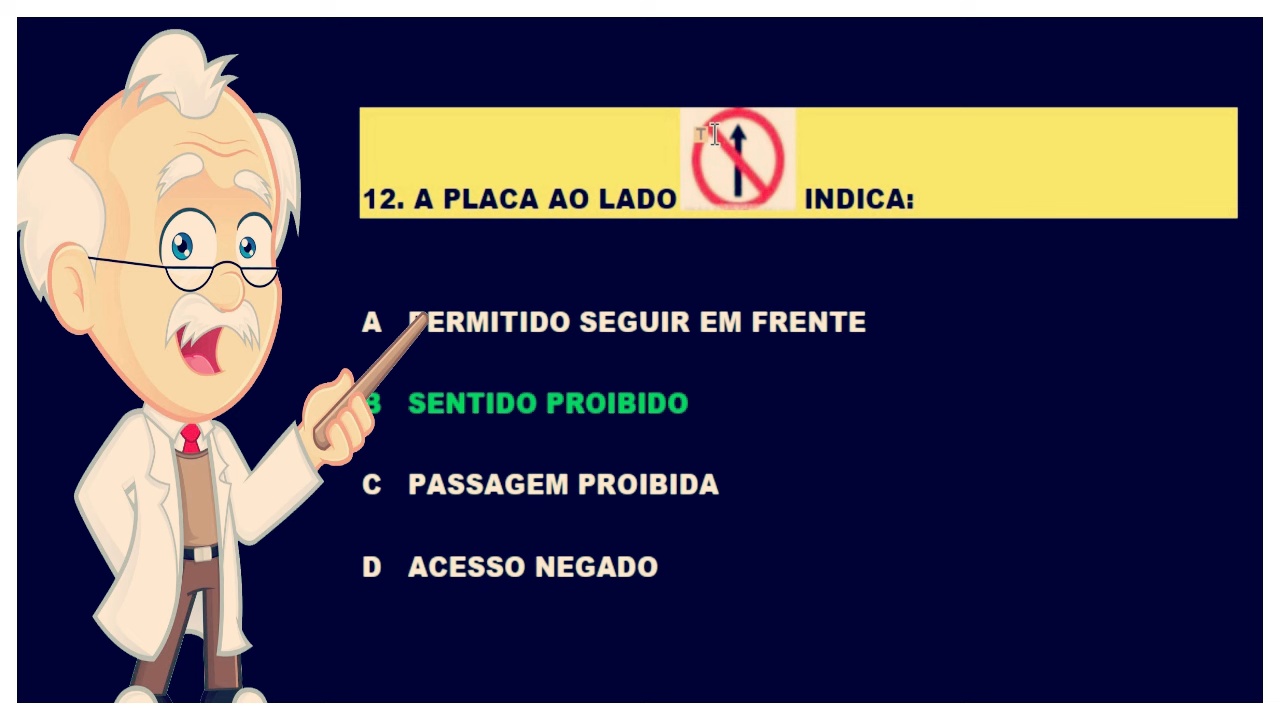 12. A PLACA AO LADO INDICA:
A PERMITIDO SEGUIR EM FRENTE
B SENTIDO PROIBIDO
C PASSAGEM PROIBIDA
D ACESSO NEGADO